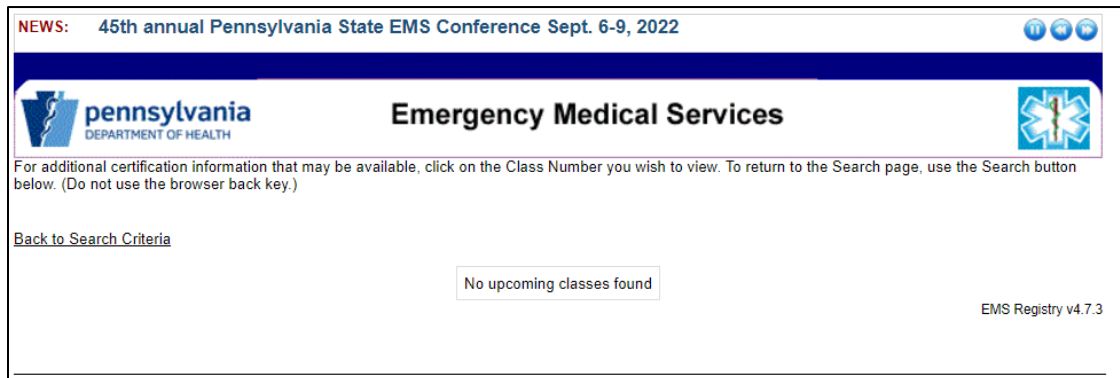 NEWS: 45th annual Pennsylvania State EMS Conference Sept. 6-9, 2022
pennsylvania
DEPARTMENT OF HEALTH
Emergency Medical Services
For additional certification information that may be available, click on the Class Number you wish to view. To return to the Search page, use the Search button
below. (Do not use the browser back key.)
Back to Search Criteria
No upcoming classes found
EMS Registry v4.7.3